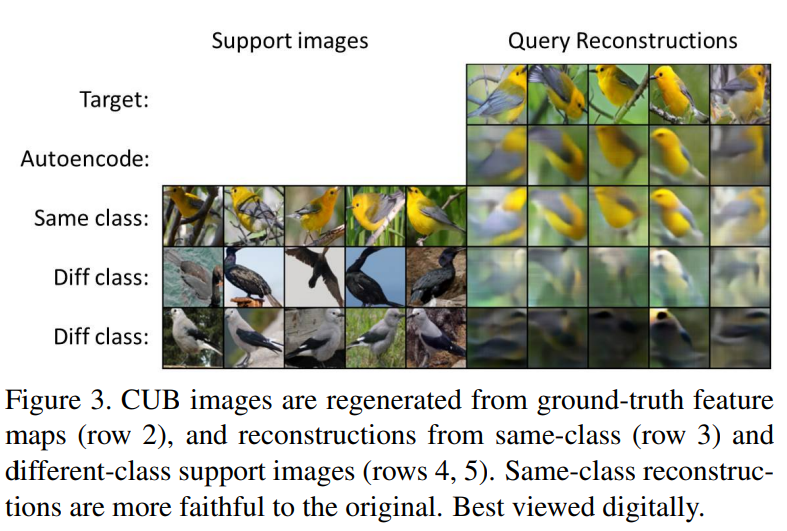 Support images
Query Reconstructions
Target:
Autoencode:
Same class:
Diff class:
Diff class:
Figure 3. CUB images are regenerated from ground-truth feature
maps (row 2), and reconstructions from same-class (row 3) and
different-class support images (rows 4, 5). Same-class reconstruc-
tions are more faithful to the original. Best viewed digitally.